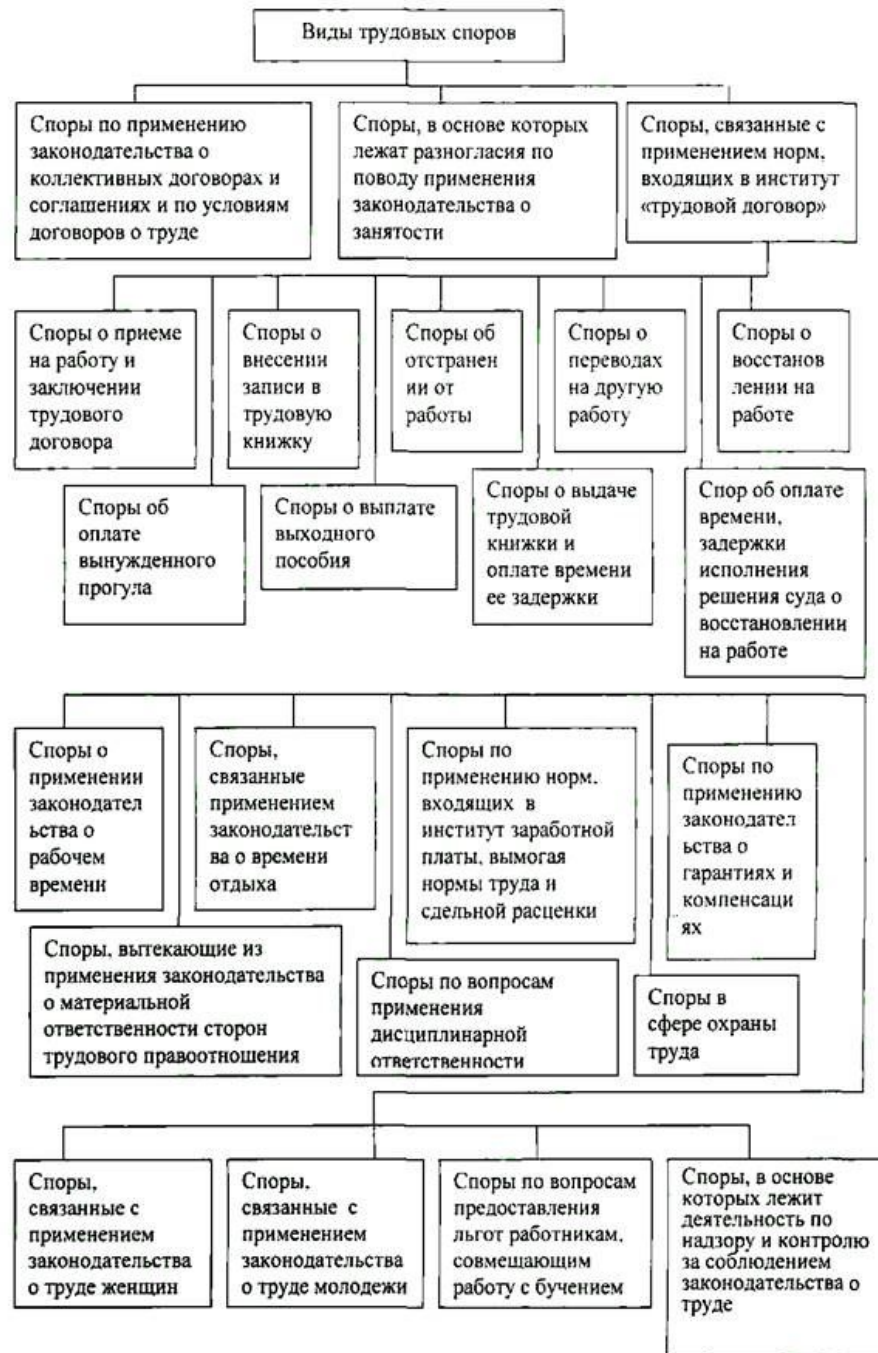 Виды трудовых споров
Споры по применению
законодательства о
коллективных договорах и
соглашениях и по условиям
договоров о труде
Споры, в основе которых
лежат разногласия по
поводу применения
законодательства о
занятости
Споры, связанные с
применением норм,
входящих в институт
«трудовой договор»
Споры о приеме
на работу и
заключении
трудового
договора
Споры о
внесении
записи в
трудовую
книжку
Споры об
отстранен
ии от
работы
Споры о
переводах
на другую
работу
Споры о
восстанов
лении на
работе
Споры об
оплате
вынужденного
прогула
Споры о выплате
выходного
пособия
Споры о выдаче
трудовой
книжки и
оплате времени
ее задержки
Спор об оплате
времени,
задержки
исполнения
решения суда о
восстановлении
на работе
Споры о
применении
законодател
ьства о
рабочем
времени
Споры,
связанные
применением
законодательст
ва о времени
отдыха
Споры по
применению норм,
входящих в
институт заработной
платы, вымогая
нормы труда и
сдельной расценки
Споры по
применению
законодател
ьства о
гарантиях и
компенсаци
ях
Споры, вытекающие из
применения законодательства
о материальной
ответственности сторон
трудового правоотношения
Споры по вопросам
применения
дисциплинарной
ответственности
Споры в
сфере охраны
труда
Споры,
связанные с
применением
законодательства
о труде женщин
Споры,
связанные с
применением
законодательства
о труде молодежи
Споры по вопросам
предоставления
льгот работникам,
совмещающим
работу с бучением
Споры, в основе
которых лежит
деятельность по
надзору и контролю
за соблюдением
законодательства о
труде